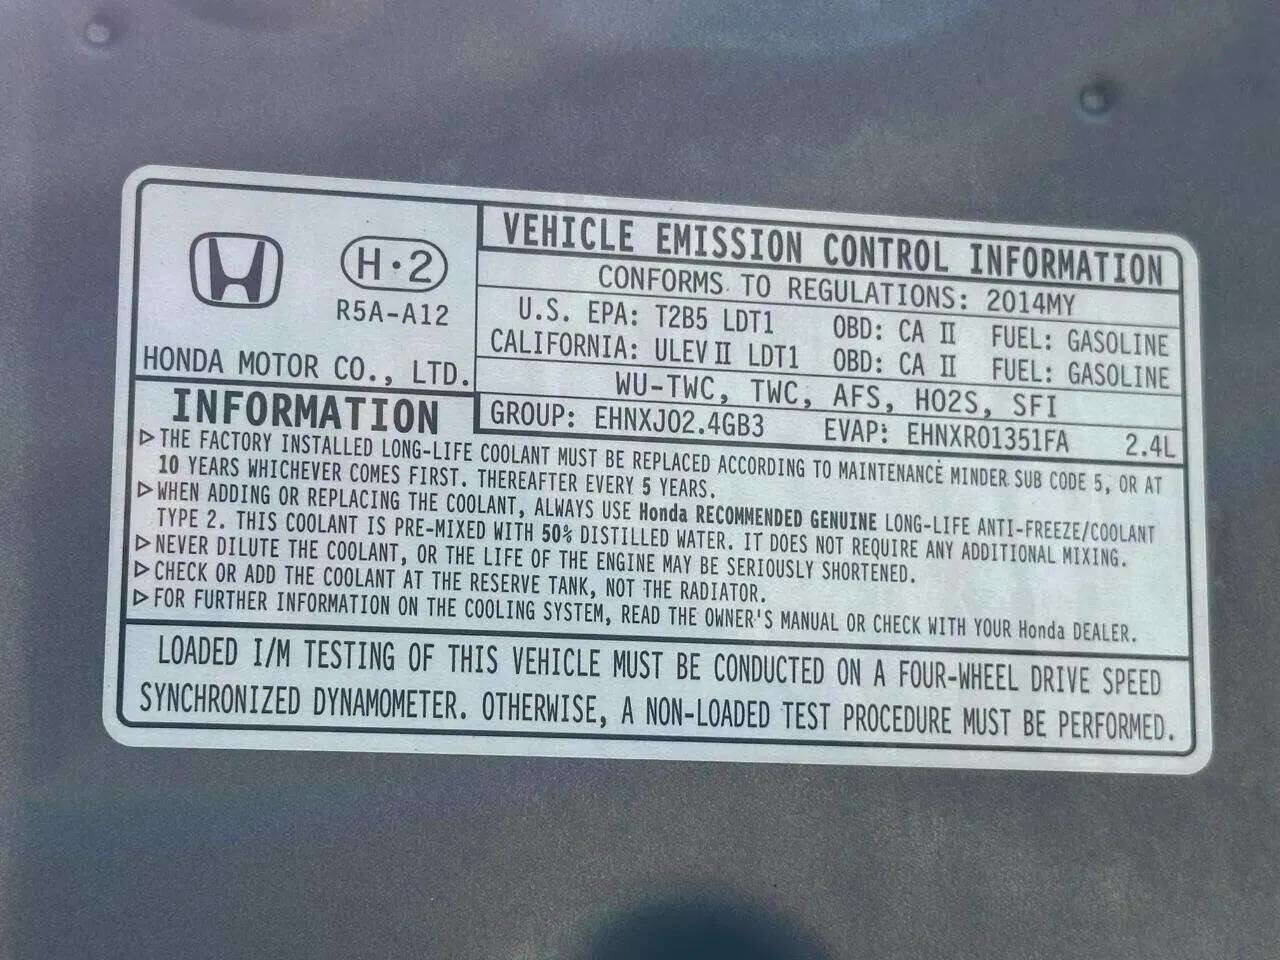 H·2
R5A-A12
HONDA MOTOR CO., LTD.
VEHICLE EMISSION CONTROL INFORMATION
CONFORMS TO REGULATIONS: 2014MY
U.S. EPA: T2B5 LDT1 OBD: CA II FUEL: GASOLINE
CALIFORNIA: ULEV II LDT1 OBD: CA II FUEL: GASOLINE
WU-TWC, TWC, AFS, HO2S, SFI
GROUP: EHNXJ02.4GB3 EVAP: EHNXR01351FA 2.4L
INFORMATION
▷THE FACTORY INSTALLED LONG-LIFE COOLANT MUST BE REPLACED ACCORDING TO MAINTENANCE MINDER SUB CODE 5, OR AT
10 YEARS WHICHEVER COMES FIRST. THEREAFTER EVERY 5 YEARS.
▷WHEN ADDING OR REPLACING THE COOLANT, ALWAYS USE Honda RECOMMENDED GENUINE LONG-LIFE ANTI-FREEZE/COOLANT
TYPE 2. THIS COOLANT IS PRE-MIXED WITH 50% DISTILLED WATER. IT DOES NOT REQUIRE ANY ADDITIONAL MIXING.
▷NEVER DILUTE THE COOLANT, OR THE LIFE OF THE ENGINE MAY BE SERIOUSLY SHORTENED.
▷CHECK OR ADD THE COOLANT AT THE RESERVE TANK, NOT THE RADIATOR.
▷FOR FURTHER INFORMATION ON THE COOLING SYSTEM, READ THE OWNER'S MANUAL OR CHECK WITH YOUR Honda DEALER.
LOADED I/M TESTING OF THIS VEHICLE MUST BE CONDUCTED ON A FOUR-WHEEL DRIVE SPEED
SYNCHRONIZED DYNAMOMETER. OTHERWISE, A NON-LOADED TEST PROCEDURE MUST BE PERFORMED.